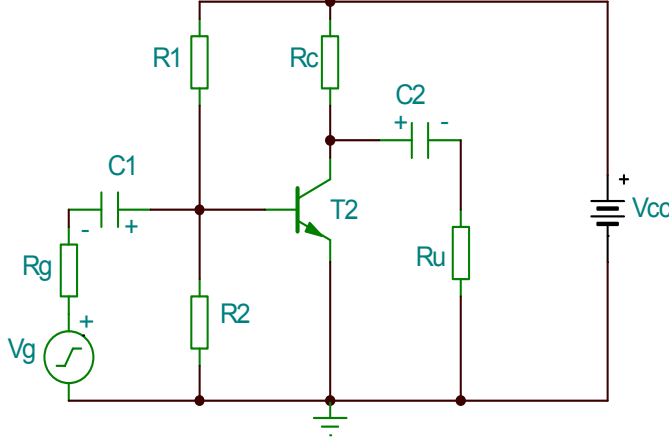 R1
Rc
C2
+ -
C1
+
T2
Vcc
- +
Rg
Ru
+
R2
Vg